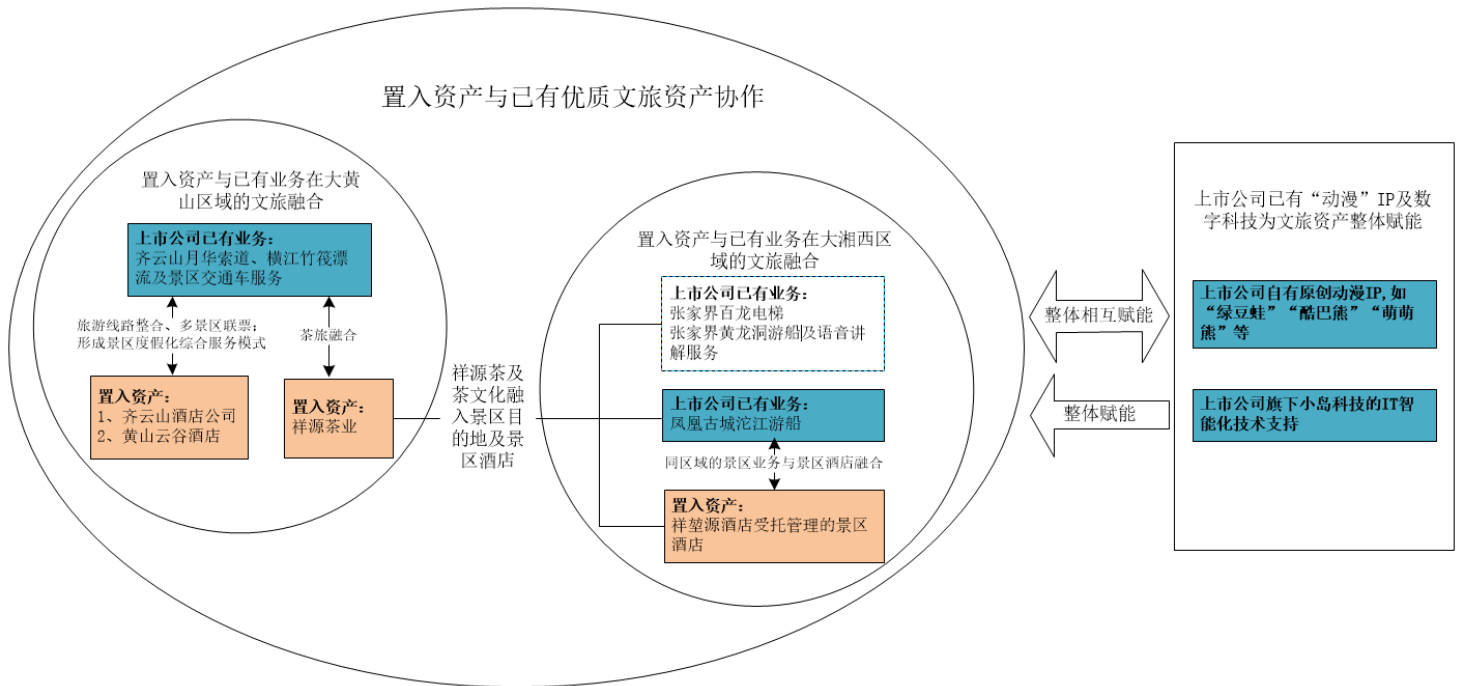 置入资产与已有优质文旅资产协作
置入资产与已有业务在大黄
山区域的文旅融合
上市公司已有业务：
齐云山月华索道、横江竹筏漂
流及景区交通车服务
旅游线路整合、多景区联票；
形成景区度假化综合服务模式
茶旅融合
置入资产：
1、齐云山酒店公司
2、黄山云谷酒店
置入资产：
祥源茶业
祥源茶及
茶文化融
入景区目
的地及景
区酒店
置入资产与已有业务在大湘西区
域的文旅融合
上市公司已有业务：
张家界百龙电梯
张家界黄龙洞游船及语音讲
解服务
上市公司已有业务：
凤凰古城沱江游船
同区域的景区业务与景区酒店融合
置入资产：
祥堃源酒店受托管理的景区
酒店
整体相互赋能
整体赋能
上市公司已有“动漫”IP及数
字科技为文旅资产整体赋能
上市公司自有原创动漫IP,如
“绿豆蛙”“酷巴熊”“萌萌
熊”等
上市公司旗下小岛科技的IT智
能化技术支持